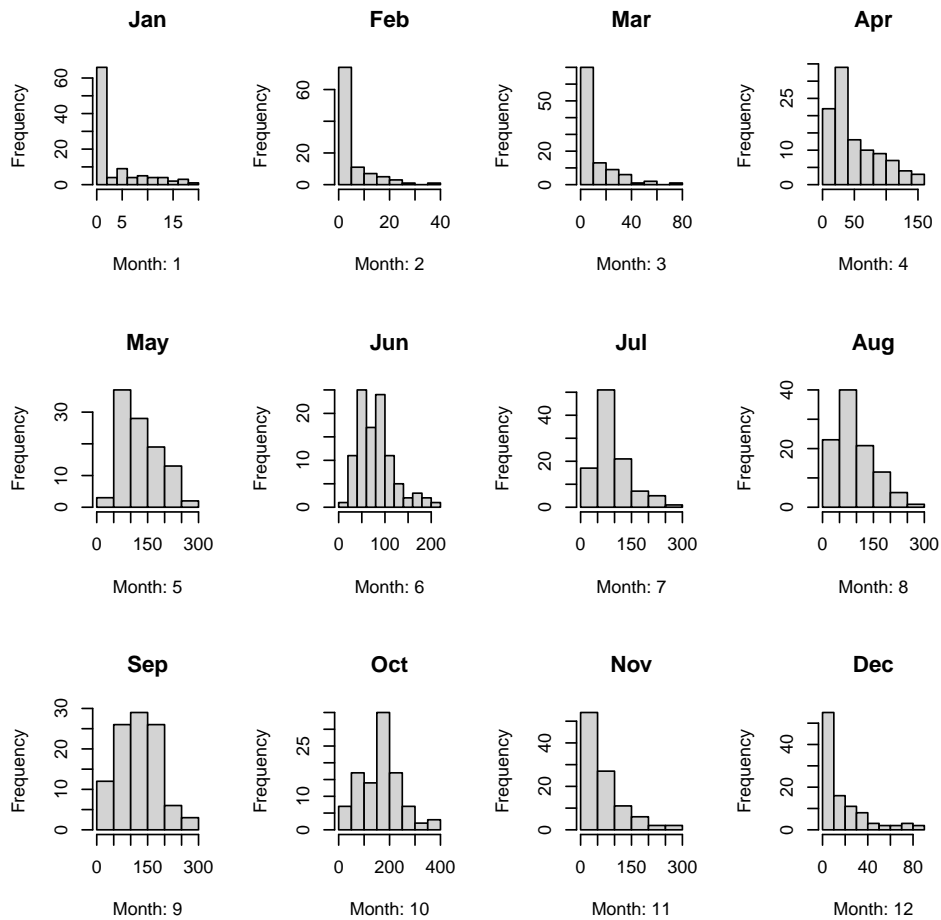 Jan
Frequency
60
40
20
0
0 5 15
Month: 1
Feb
Frequency
60
20
0
0 20 40
Month: 2
Mar
Frequency
50
20
0
0 40 80
Month: 3
Apr
Frequency
25
10
0
0 50 150
Month: 4
May
Frequency
30
10
0
0 150 300
Month: 5
Jun
Frequency
20
10
0
0 100 200
Month: 6
Jul
Frequency
40
20
0
0 150 300
Month: 7
Aug
Frequency
40
20
0
0 150 300
Month: 8
Sep
Frequency
30
20
10
0
0 150 300
Month: 9
Oct
Frequency
25
10
0
0 200 400
Month: 10
Nov
Frequency
40
20
0
0 150 300
Month: 11
Dec
Frequency
40
20
0
0 40 80
Month: 12